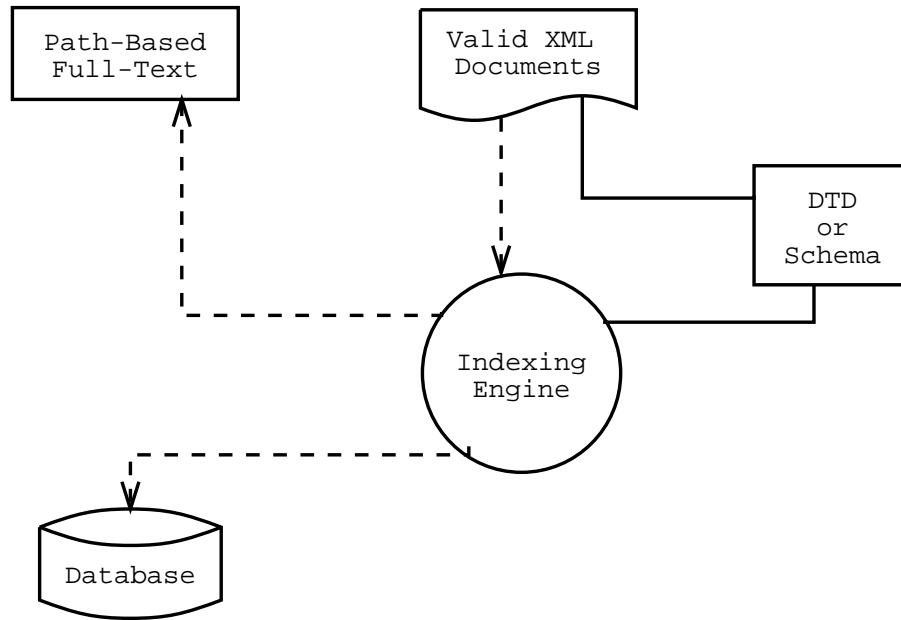 Path-Based
Full-Text
Valid XML
Documents
DTD
or
Schema
Indexing
Engine
Database